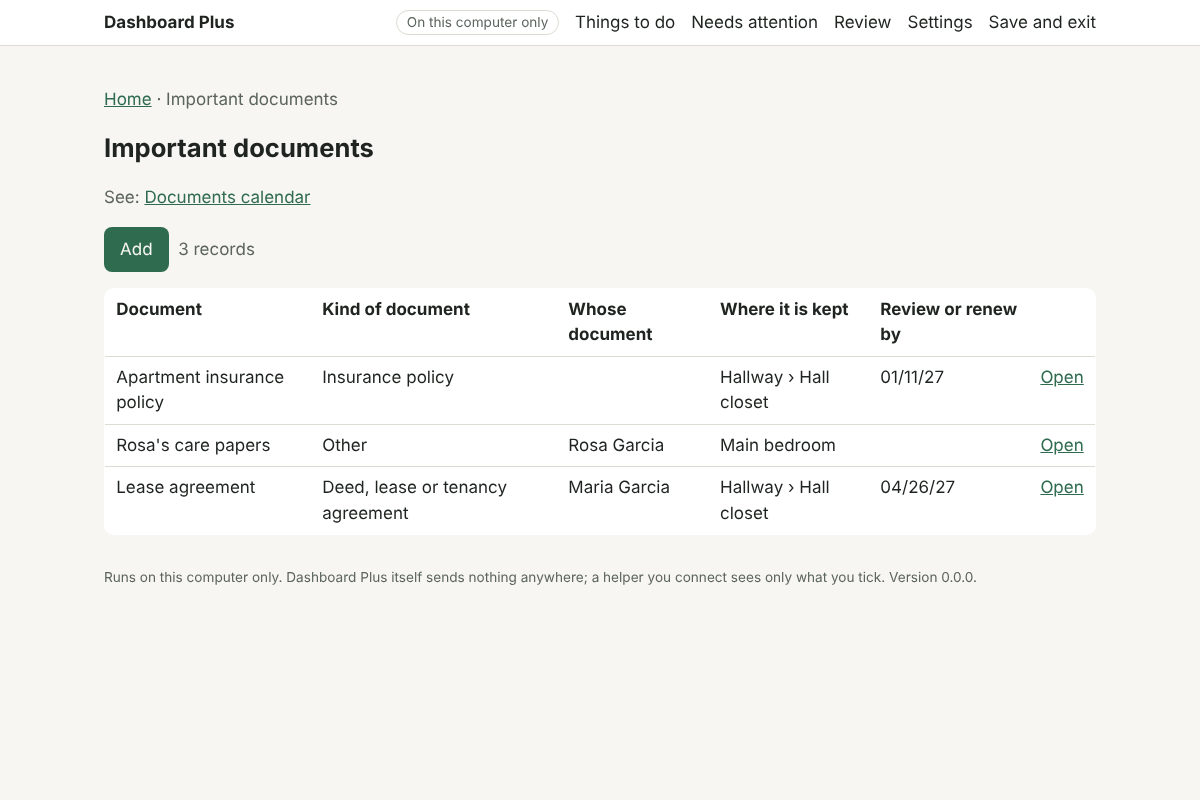 Dashboard Plus
On this computer only
Things to do
Needs attention
Review
Settings
Save and exit
Home · Important documents
Important documents
See: Documents calendar
Add
3 records
Document
Kind of document
Whose
document
Where it is kept
Review or renew
by
Apartment insurance
policy
Insurance policy
Hallway › Hall
closet
01/11/27
Open
Rosa's care papers
Other
Rosa Garcia
Main bedroom
Open
Lease agreement
Deed, lease or tenancy
agreement
Maria Garcia
Hallway › Hall
closet
04/26/27
Open
Runs on this computer only. Dashboard Plus itself sends nothing anywhere; a helper you connect sees only what you tick. Version 0.0.0.